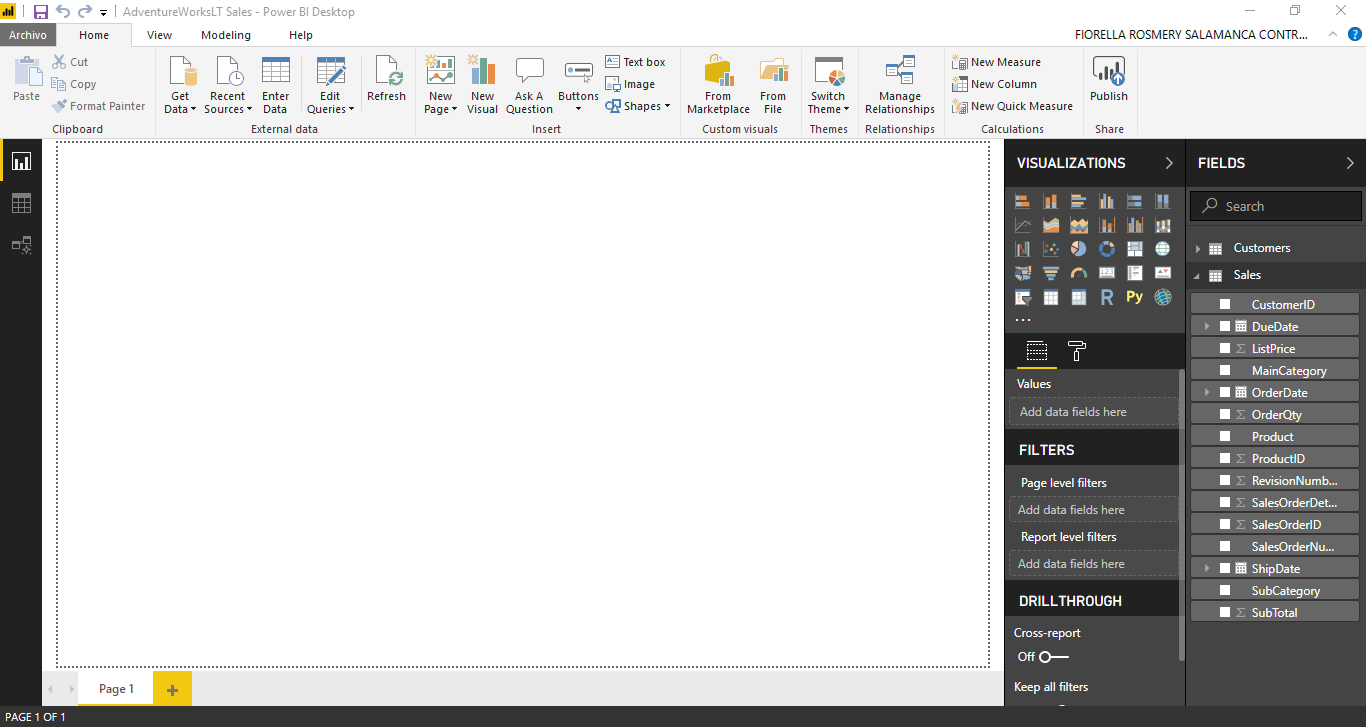 AdventureWorksLT Sales - Power BI Desktop
Archivo Home View Modeling Help FIORELLA ROSMERY SALAMANCA CONTR... ?
Paste
Cut
Copy
Format Painter
Clipboard
Get Data
Recent Sources
Enter Data
Edit Queries
Refresh
External data
New Page
New Visual
Ask A Question
Buttons
Text box
Image
Shapes
Insert
From Marketplace
From File
Custom visuals
Switch Theme
Themes
Manage Relationships
Relationships
New Measure
New Column
New Quick Measure
Calculations
Publish
Share
VISUALIZATIONS
R Py
...
Values
Add data fields here
FILTERS
Page level filters
Add data fields here
Report level filters
Add data fields here
DRILLTHROUGH
Cross-report
Off
Keep all filters
FIELDS
Search
Customers
Sales
CustomerID
DueDate
Σ ListPrice
MainCategory
OrderDate
Σ OrderQty
Product
Σ ProductID
Σ RevisionNumb...
Σ SalesOrderDet...
Σ SalesOrderID
SalesOrderNu...
ShipDate
SubCategory
Σ SubTotal
Page 1 +
PAGE 1 OF 1